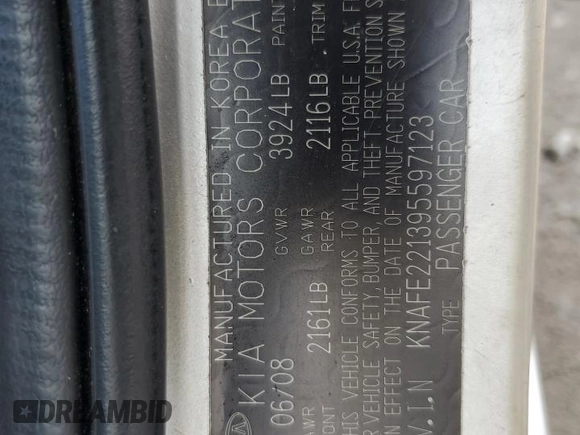 MANUFACTURED IN KOREA
KIA MOTORS CORPORAT
06/08 GVWR 3924LB PAIN
GAWR 2161LB GAWR 2116LB TRIM
ONT REAR
HIS VEHICLE CONFORMS TO ALL APPLICABLE U.S.A. F
R VEHICLE SAFETY, BUMPER, AND THEFT PREVENTION S
N EFFECT ON THE DATE OF MANUFACTURE SHOWN A
V.I.N KNAFE221395597123
TYPE PASSENGER CAR
DREAMBID